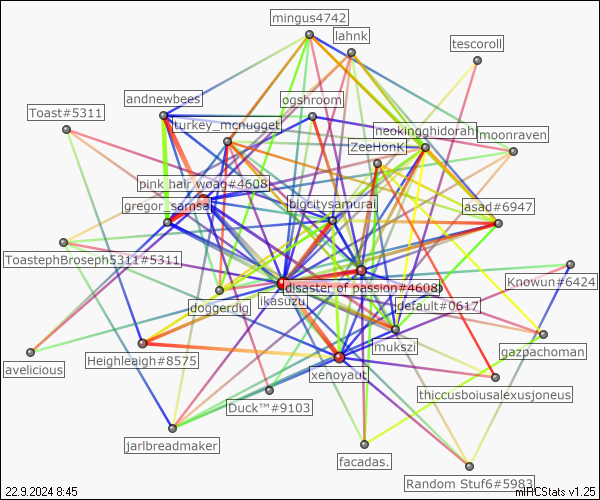 mingus4742
lahnk
tescoroll
andnewbees
ogshroom
Toast#5311
turkey_mcnugget
neokingghidorah
moonraven
ZeeHonK
pink hair woag#4608
gregor_samsa
bigcitysamurai
asad#6947
ToastephBroseph5311#5311
Knowun#6424
disaster of passion#4608
ikasuzu
doggerdig
default#0617
mukszi
gazpachoman
avelicious
Heighleaigh#8575
xenoyaut
thiccusboiusalexusjoneus
Duck™#9103
jarlbreadmaker
facadas.
Random Stuf6#5983
22.9.2024 8:45
mIRCStats v1.25